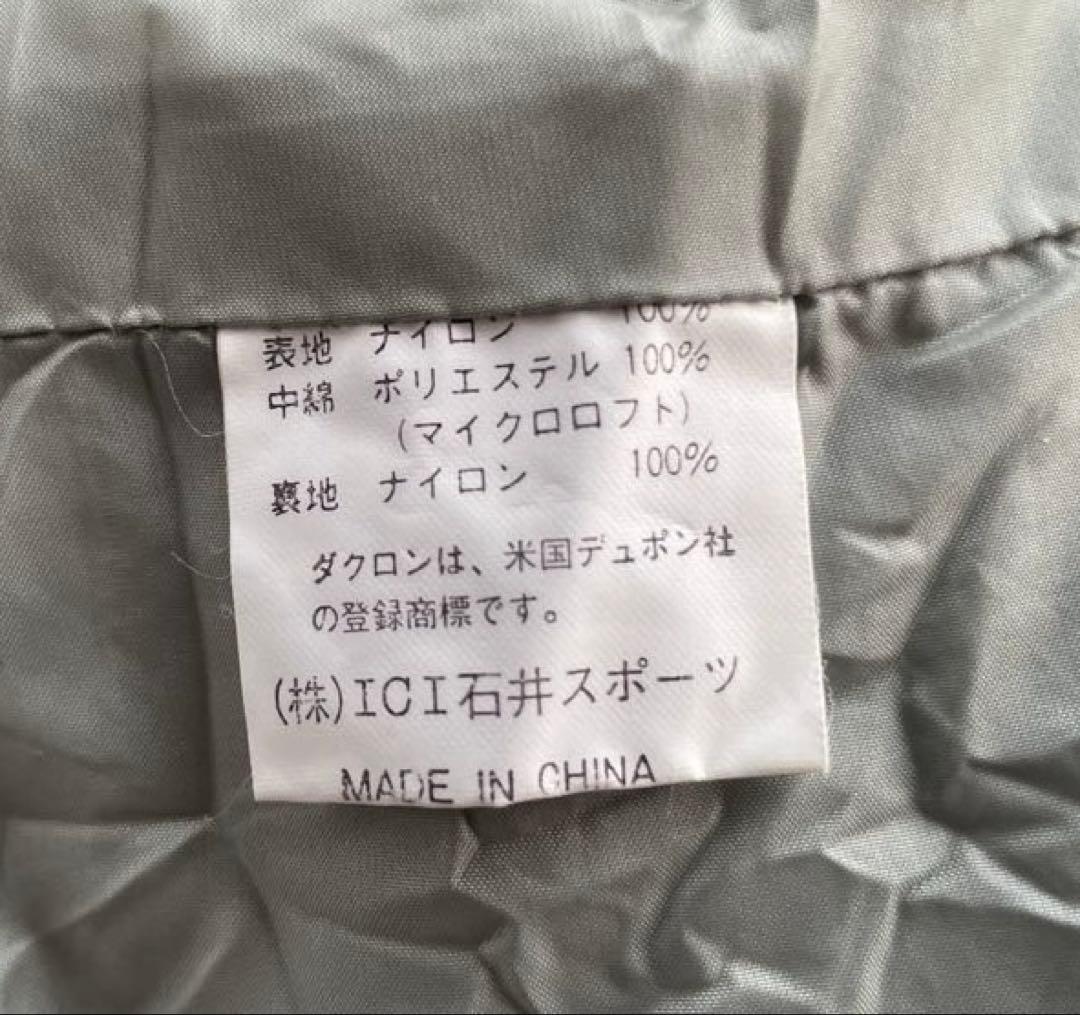 表地 ナイロン 100%
中綿 ポリエステル 100%
(マイクロロフト)
裏地 ナイロン 100%
ダクロンは、米国デュポン社
の登録商標です。
(株)ICI石井スポーツ
MADE IN CHINA